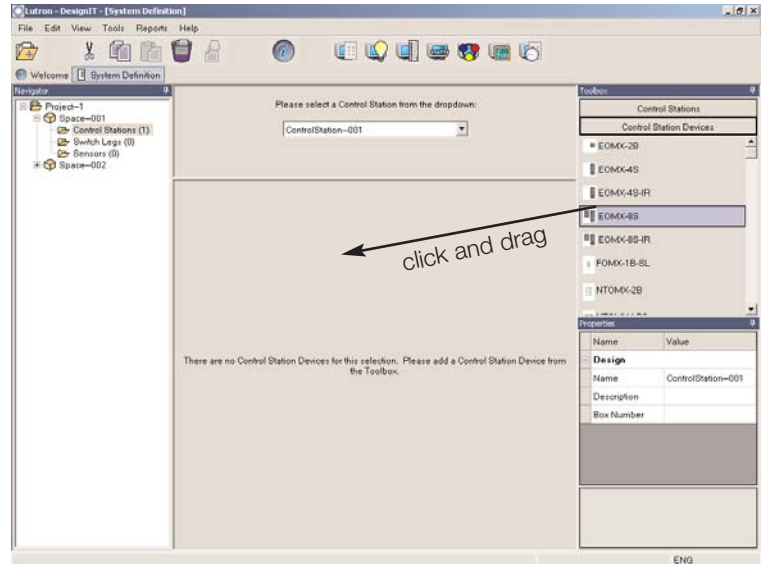 Lutron - DesignIT - [System Definition]
File Edit View Tools Reports Help
Welcome System Definition
Navigator
Project-1
Space-001
Control Stations (1)
Switch Legs (0)
Sensors (0)
Space-002
Please select a Control Station from the dropdown:
ControlStation-001
There are no Control Station Devices for this selection. Please add a Control Station Device from
the Toolbox.
click and drag
Toolbox
Control Stations
Control Station Devices
EOMX-2B
EOMX-4S
EOMX-4S-IR
EOMX-8S
EOMX-8S-IR
FOMX-1B-SL
NTOMX-2B
Properties
Name Value
Design
Name ControlStation-001
Description
Box Number
ENG